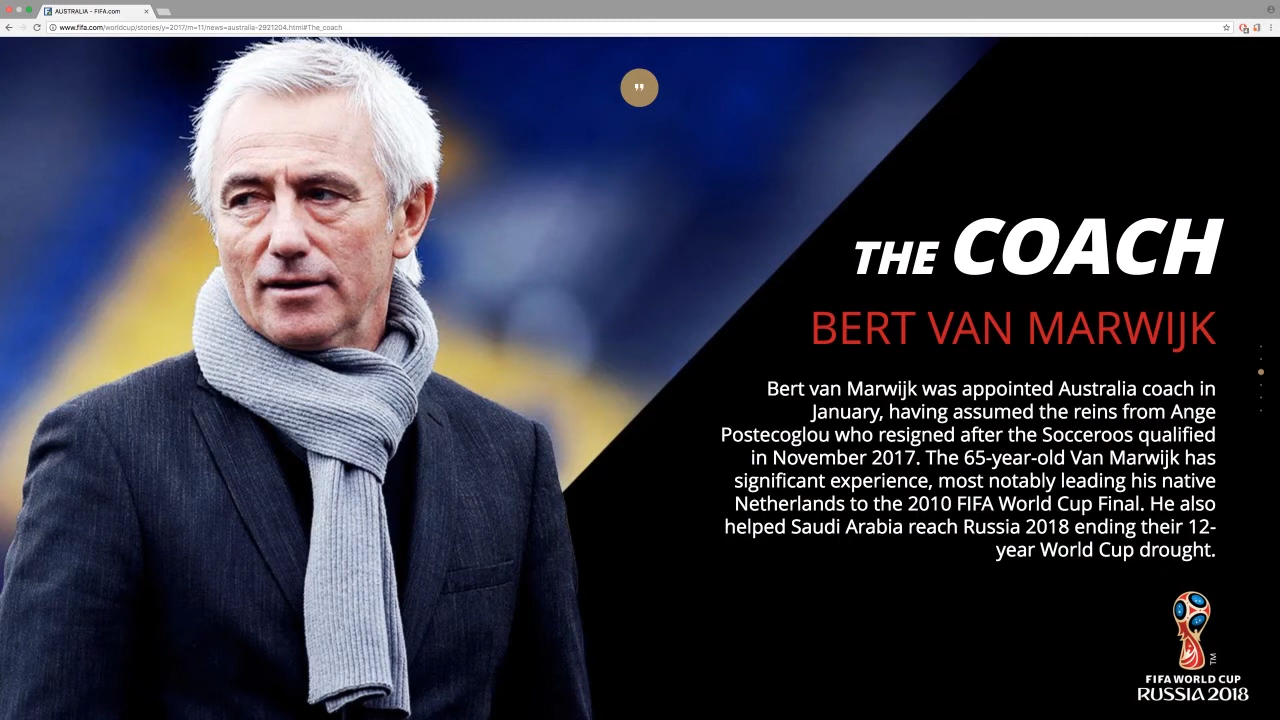 AUSTRALIA - FIFA.com
www.fifa.com/worldcup/stories/y=2017/m=11/news=australia-2921204.html#The_coach
THE COACH
BERT VAN MARWIJK
Bert van Marwijk was appointed Australia coach in
January, having assumed the reins from Ange
Postecoglou who resigned after the Socceroos qualified
in November 2017. The 65-year-old Van Marwijk has
significant experience, most notably leading his native
Netherlands to the 2010 FIFA World Cup Final. He also
helped Saudi Arabia reach Russia 2018 ending their 12-
year World Cup drought.
TM
FIFA WORLD CUP
RUSSIA 2018